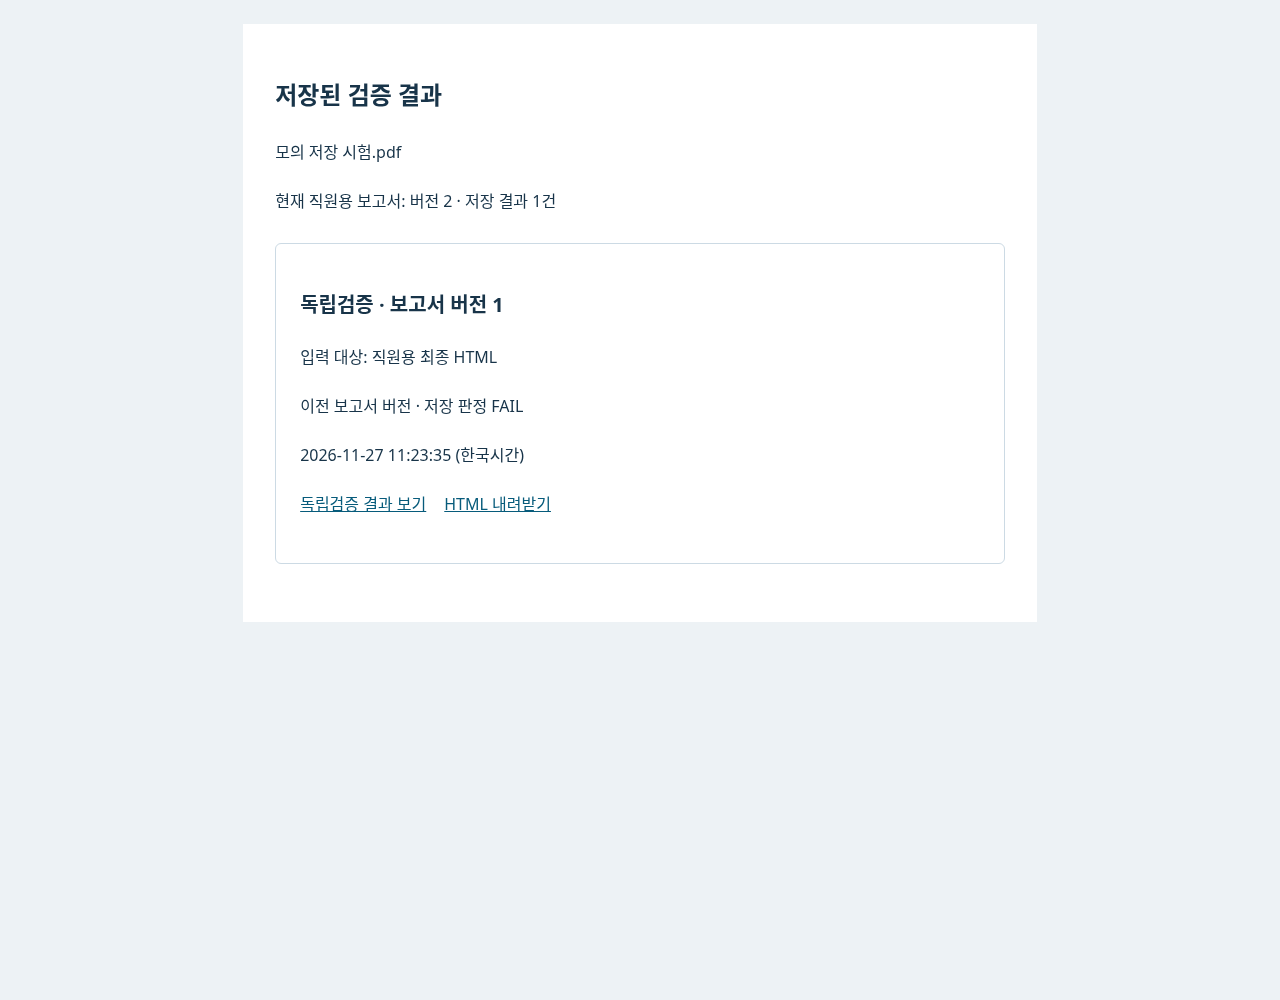 저장된 검증 결과
모의 저장 시험.pdf
현재 직원용 보고서: 버전 2 · 저장 결과 1건
독립검증 · 보고서 버전 1
입력 대상: 직원용 최종 HTML
이전 보고서 버전 · 저장 판정 FAIL
2026-11-27 11:23:35 (한국시간)
독립검증 결과 보기 HTML 내려받기